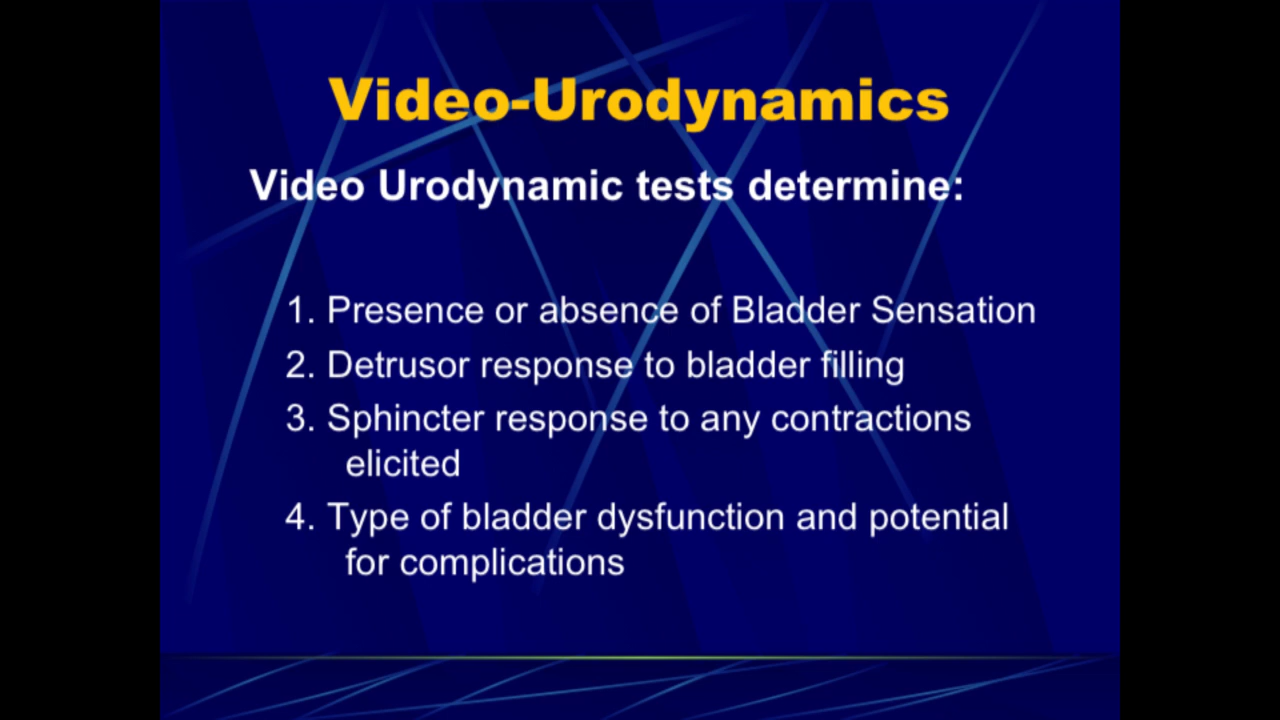 Video-Urodynamics
Video Urodynamic tests determine:
1. Presence or absence of Bladder Sensation
2. Detrusor response to bladder filling
3. Sphincter response to any contractions
elicited
4. Type of bladder dysfunction and potential
for complications